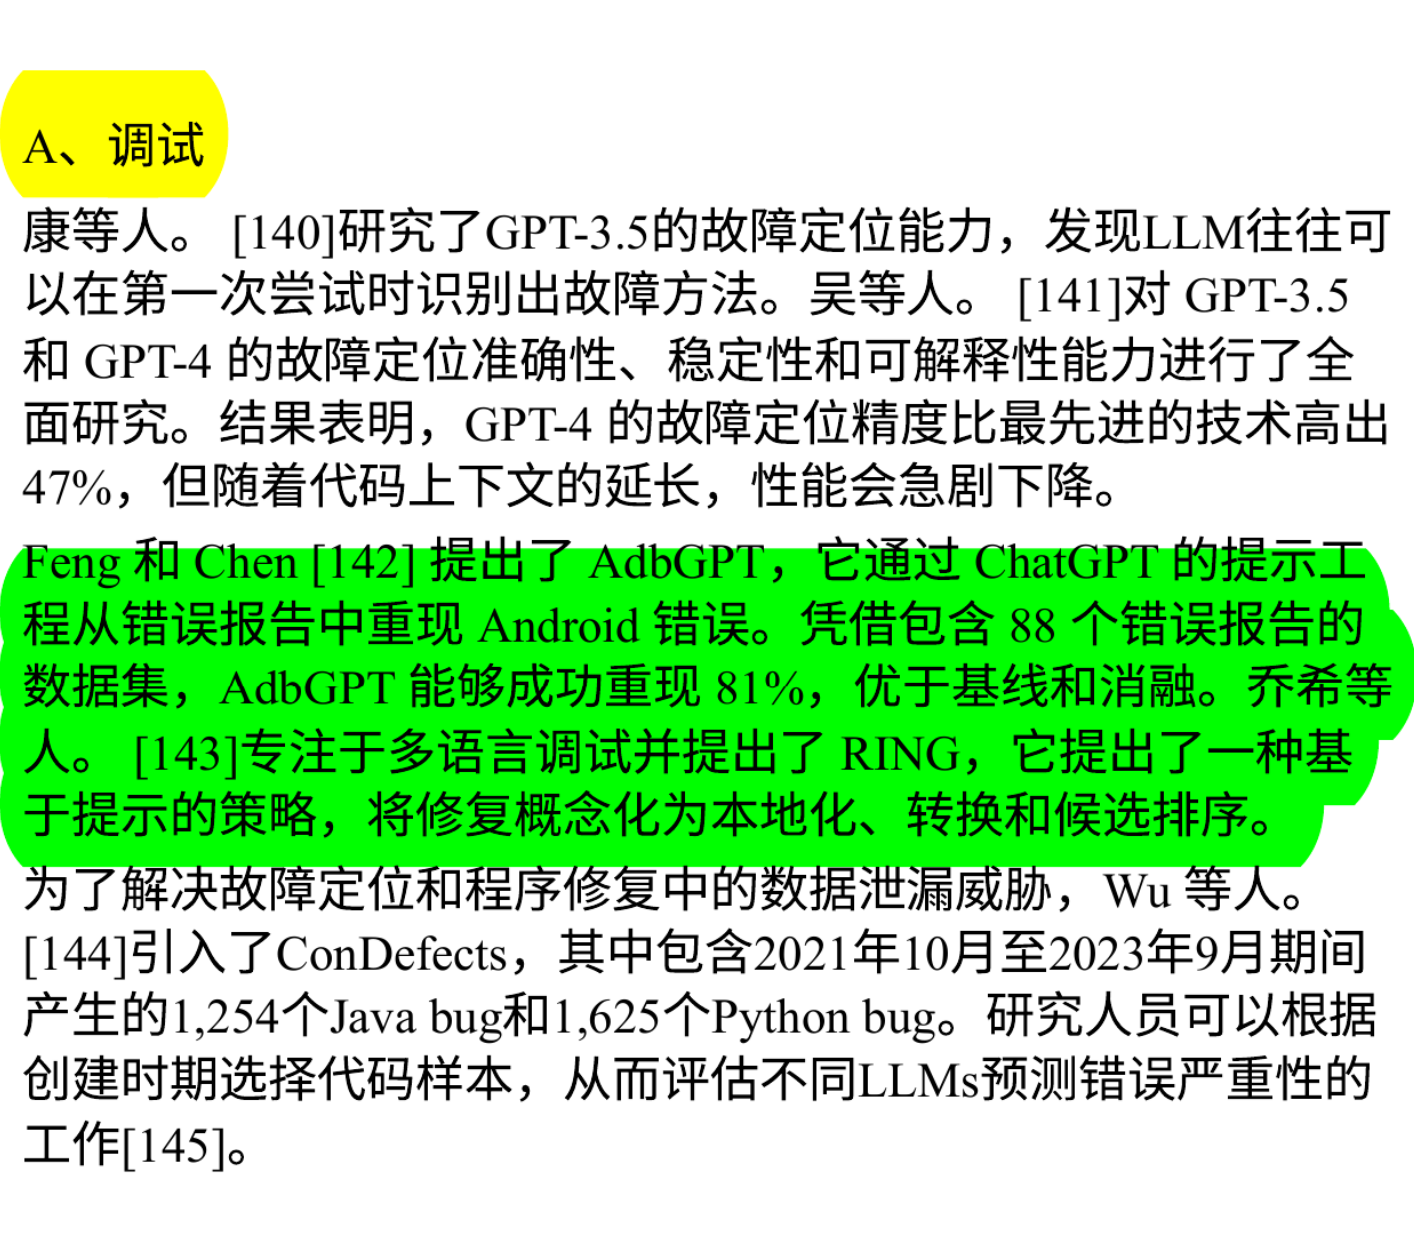 A、调试
康等人。 [140]研究了GPT-3.5的故障定位能力，发现LLM往往可
以在第一次尝试时识别出故障方法。吴等人。 [141]对 GPT-3.5
和 GPT-4 的故障定位准确性、稳定性和可解释性能力进行了全
面研究。结果表明，GPT-4 的故障定位精度比最先进的技术高出
47%，但随着代码上下文的延长，性能会急剧下降。
Feng 和 Chen [142] 提出了 AdbGPT，它通过 ChatGPT 的提示工
程从错误报告中重现 Android 错误。凭借包含 88 个错误报告的
数据集，AdbGPT 能够成功重现 81%，优于基线和消融。乔希等
人。 [143]专注于多语言调试并提出了 RING，它提出了一种基
于提示的策略，将修复概念化为本地化、转换和候选排序。
为了解决故障定位和程序修复中的数据泄漏威胁，Wu 等人。
[144]引入了ConDefects，其中包含2021年10月至2023年9月期间
产生的1,254个Java bug和1,625个Python bug。研究人员可以根据
创建时期选择代码样本，从而评估不同LLMs预测错误严重性的
工作[145]。